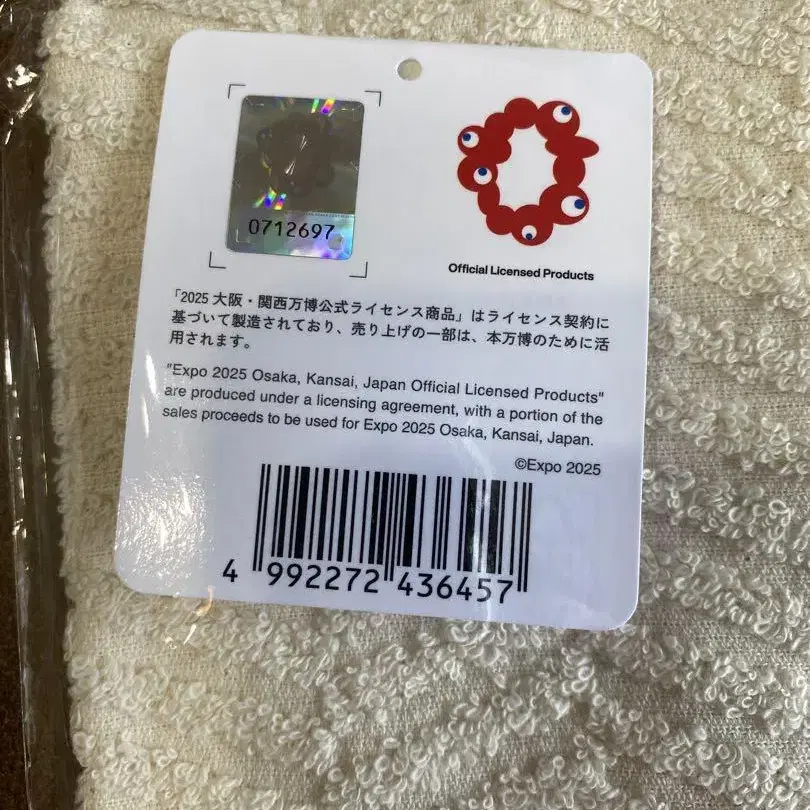 0712697
Official Licensed Products
「2025 大阪・関西万博公式ライセンス商品」はライセンス契約に
基づいて製造されており、売り上げの一部は、本万博のために活
用されます。
"Expo 2025 Osaka, Kansai, Japan Official Licensed Products"
are produced under a licensing agreement, with a portion of the
sales proceeds to be used for Expo 2025 Osaka, Kansai, Japan.
©Expo 2025
4 992272 436457